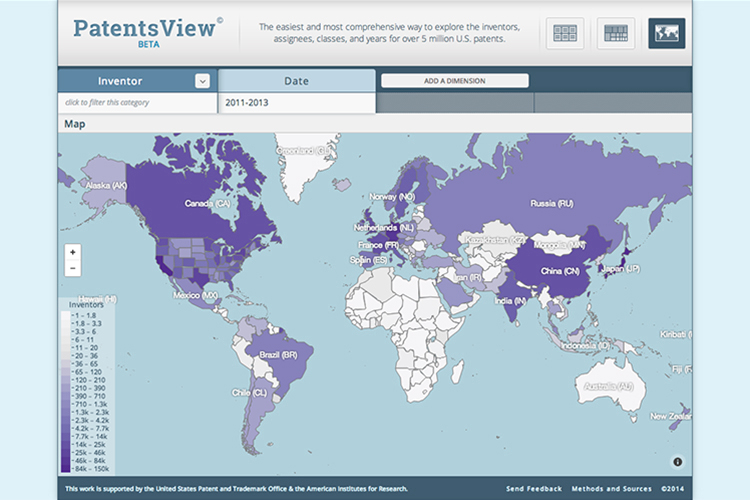 PatentsView©
BETA
The easiest and most comprehensive way to explore the inventors,
assignees, classes, and years for over 5 million U.S. patents.
Inventor
Date
ADD A DIMENSION
click to filter this category
2011-2013
Map
Greenland (GL)
Alaska (AK)
Canada (CA)
Norway (NO)
Russia (RU)
Netherlands (NL)
France (FR)
Kazakhstan (KZ)
Mongolia (MN)
Spain (ES)
China (CN)
Japan (JP)
Iran (IR)
+
-
Mexico (MX)
Hawaii (HI)
India (IN)
Inventors
1 – 1.8
1.8 – 3.3
3.3 – 6
6 – 11
11 – 20
20 – 36
36 – 65
65 – 120
120 – 210
210 – 390
390 – 710
710 – 1.3k
1.3k – 2.3k
2.3k – 4.2k
4.2k – 7.7k
7.7k – 14k
14k – 25k
25k – 46k
46k – 84k
84k – 150k
Kiribati
Indonesia (ID)
Brazil (BR)
Fiji (F
Chile (CL)
Australia (AU)
New Zealan
i
This work is supported by the United States Patent and Trademark Office & the American Institutes for Research.
Send Feedback
Methods and Sources
©2014